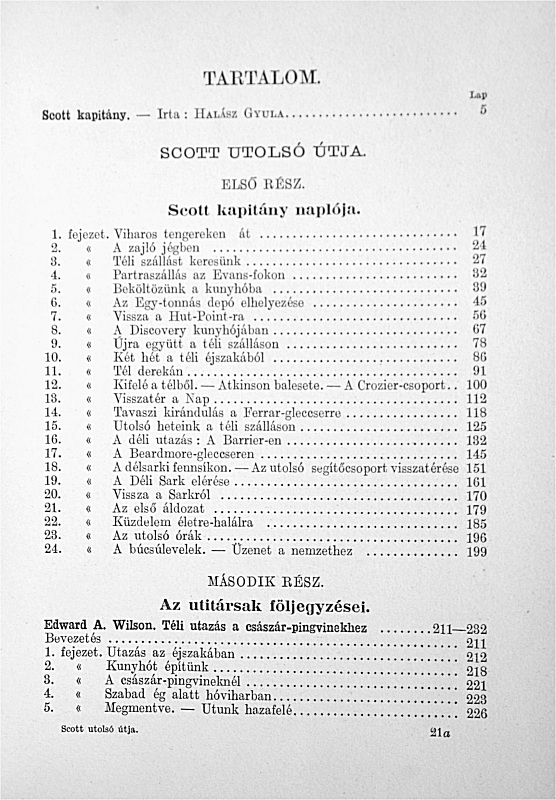 TARTALOM.
Lap
Scott kapitány. — Irta : HALÁSZ GYULA.......................... 5
SCOTT UTOLSÓ ÚTJA.
ELSŐ RÉSZ.
Scott kapitány naplója.
1. fejezet. Viharos tengereken át .............................. 17
2. « A zajló jégben .................................... 24
3. « Téli szállást keresünk .............................. 27
4. « Partraszállás az Evans-fokon ......................... 32
5. « Beköltözünk a kunyhóba ............................ 39
6. « Az Egy-tonnás depó elhelyezése ...................... 45
7. « Vissza a Hut-Point-ra ............................... 56
8. « A Discovery kunyhójában ............................ 67
9. « Újra együtt a téli szálláson .......................... 78
10. « Két hét a téli éjszakából ............................ 86
11. « Tél derekán ....................................... 91
12. « Kifelé a télből. — Atkinson balesete. — A Crozier-csoport.. 100
13. « Visszatér a Nap .................................... 112
14. « Tavaszi kirándulás a Ferrar-gleccserre ................. 118
15. « Utolsó heteink a téli szálláson ........................ 125
16. « A déli utazás : A Barrier-en .......................... 132
17. « A Beardmore-gleccseren ............................. 145
18. « A délsarki fennsíkon. — Az utolsó segítőcsoport visszatérése 151
19. « A Déli Sark elérése ................................. 161
20. « Vissza a Sarkról ................................... 170
21. « Az első áldozat .................................... 179
22. « Küzdelem életre-halálra ............................. 185
23. « Az utolsó órák ..................................... 196
24. « A búcsúlevelek. — Üzenet a nemzethez .............. 199
MÁSODIK RÉSZ.
Az utitársak följegyzései.
Edward A. Wilson. Téli utazás a császár-pingvinekhez ........211—232
Bevezetés .................................................. 211
1. fejezet. Utazás az éjszakában ................................ 212
2. « Kunyhót építünk .................................... 218
3. « A császár-pingvineknél ............................... 221
4. « Szabad ég alatt hóviharban........................... 223
5. « Megmentve. — Utunk hazafelé........................ 226
Scott utolsó útja. 21a